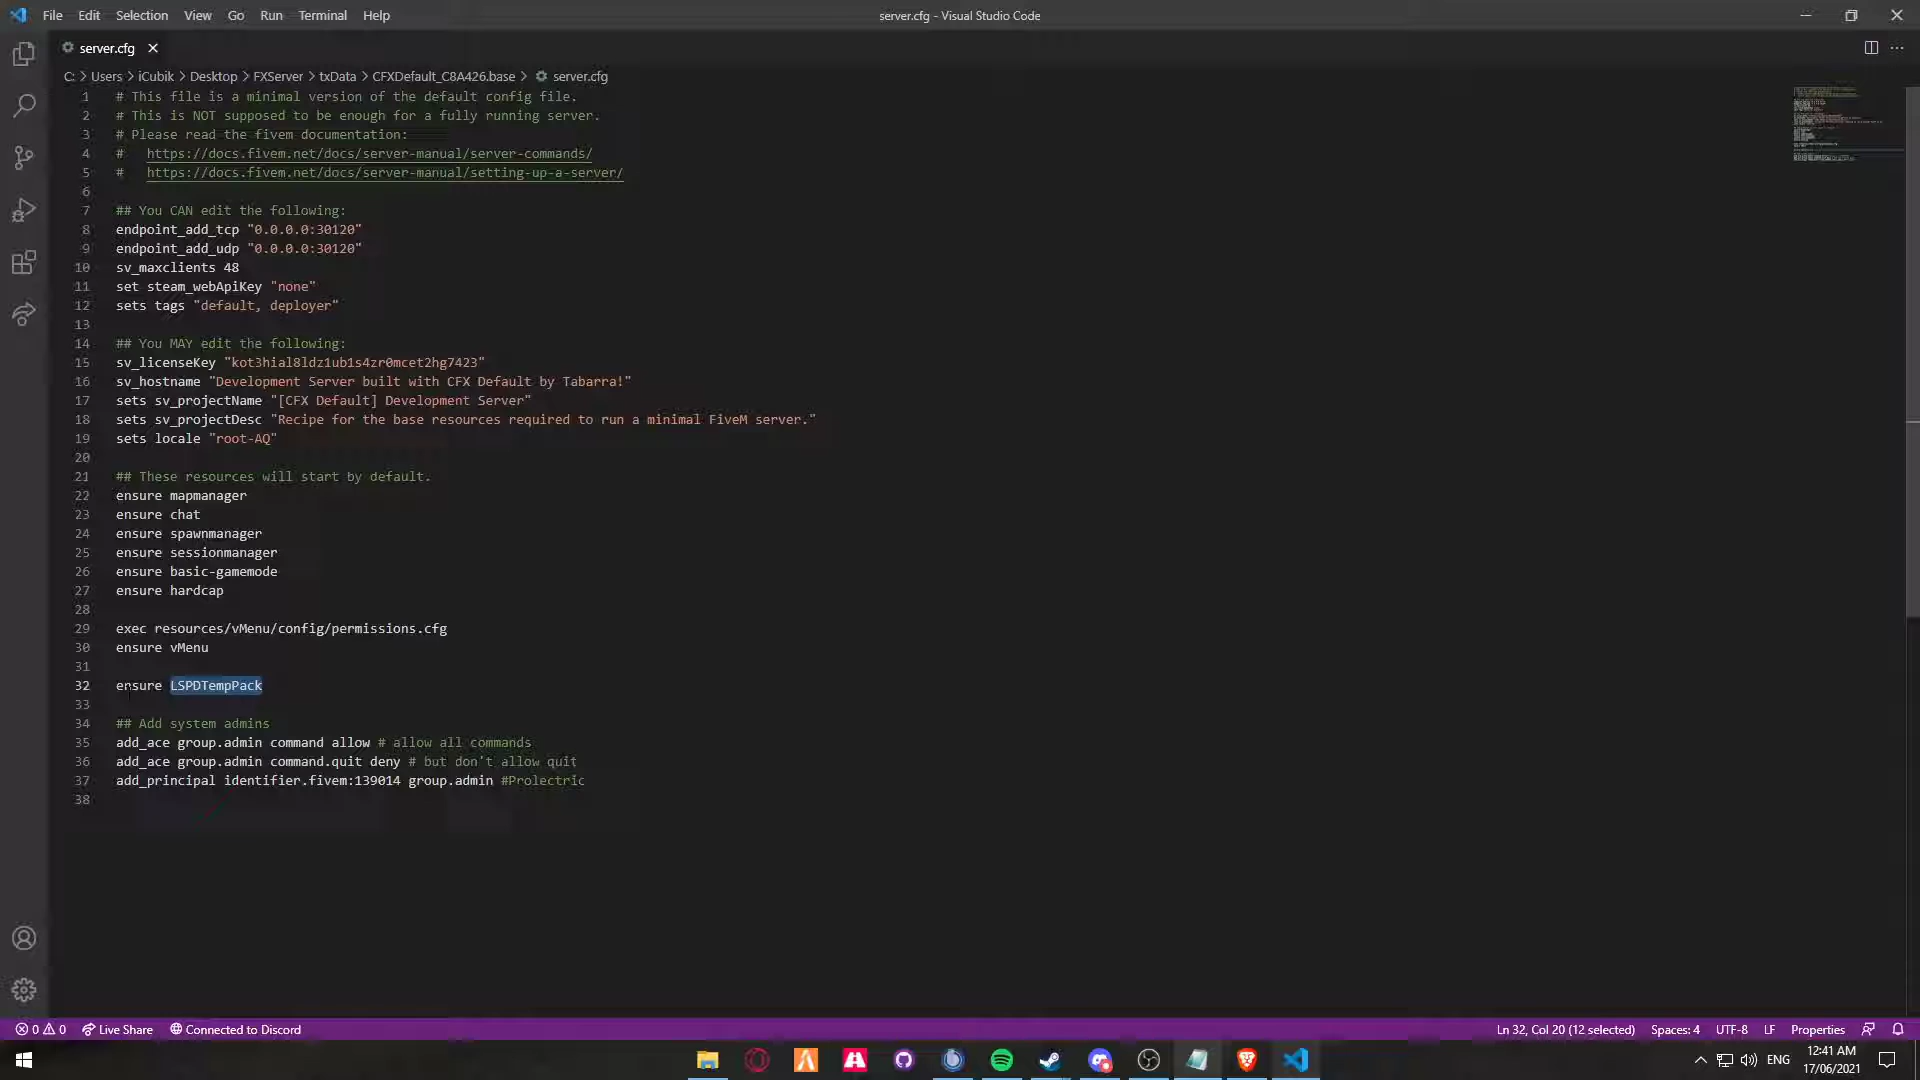 File Edit Selection View Go Run Terminal Help
server.cfg - Visual Studio Code
server.cfg
C: > Users > iCubik > Desktop > FXServer > txData > CFXDefault_C8A426.base > server.cfg
1 # This file is a minimal version of the default config file.
2 # This is NOT supposed to be enough for a fully running server.
3 # Please read the fivem documentation:
4 # https://docs.fivem.net/docs/server-manual/server-commands/
5 # https://docs.fivem.net/docs/server-manual/setting-up-a-server/
6
7 ## You CAN edit the following:
8 endpoint_add_tcp "0.0.0.0:30120"
9 endpoint_add_udp "0.0.0.0:30120"
10 sv_maxclients 48
11 set steam_webApiKey "none"
12 sets tags "default, deployer"
13
14 ## You MAY edit the following:
15 sv_licenseKey "kot3hial8ldz1ub1s4zr0mcet2hg7423"
16 sv_hostname "Development Server built with CFX Default by Tabarra!"
17 sets sv_projectName "[CFX Default] Development Server"
18 sets sv_projectDesc "Recipe for the base resources required to run a minimal FiveM server."
19 sets locale "root-AQ"
20
21 ## These resources will start by default.
22 ensure mapmanager
23 ensure chat
24 ensure spawnmanager
25 ensure sessionmanager
26 ensure basic-gamemode
27 ensure hardcap
28
29 exec resources/vMenu/config/permissions.cfg
30 ensure vMenu
31
32 ensure LSPDTempPack
33
34 ## Add system admins
35 add_ace group.admin command allow # allow all commands
36 add_ace group.admin command.quit deny # but don't allow quit
37 add_principal identifier.fivem:139014 group.admin #Prolectric
38
0 0 Live Share Connected to Discord
Ln 32, Col 20 (12 selected) Spaces: 4 UTF-8 LF Properties
ENG
12:41 AM
17/06/2021